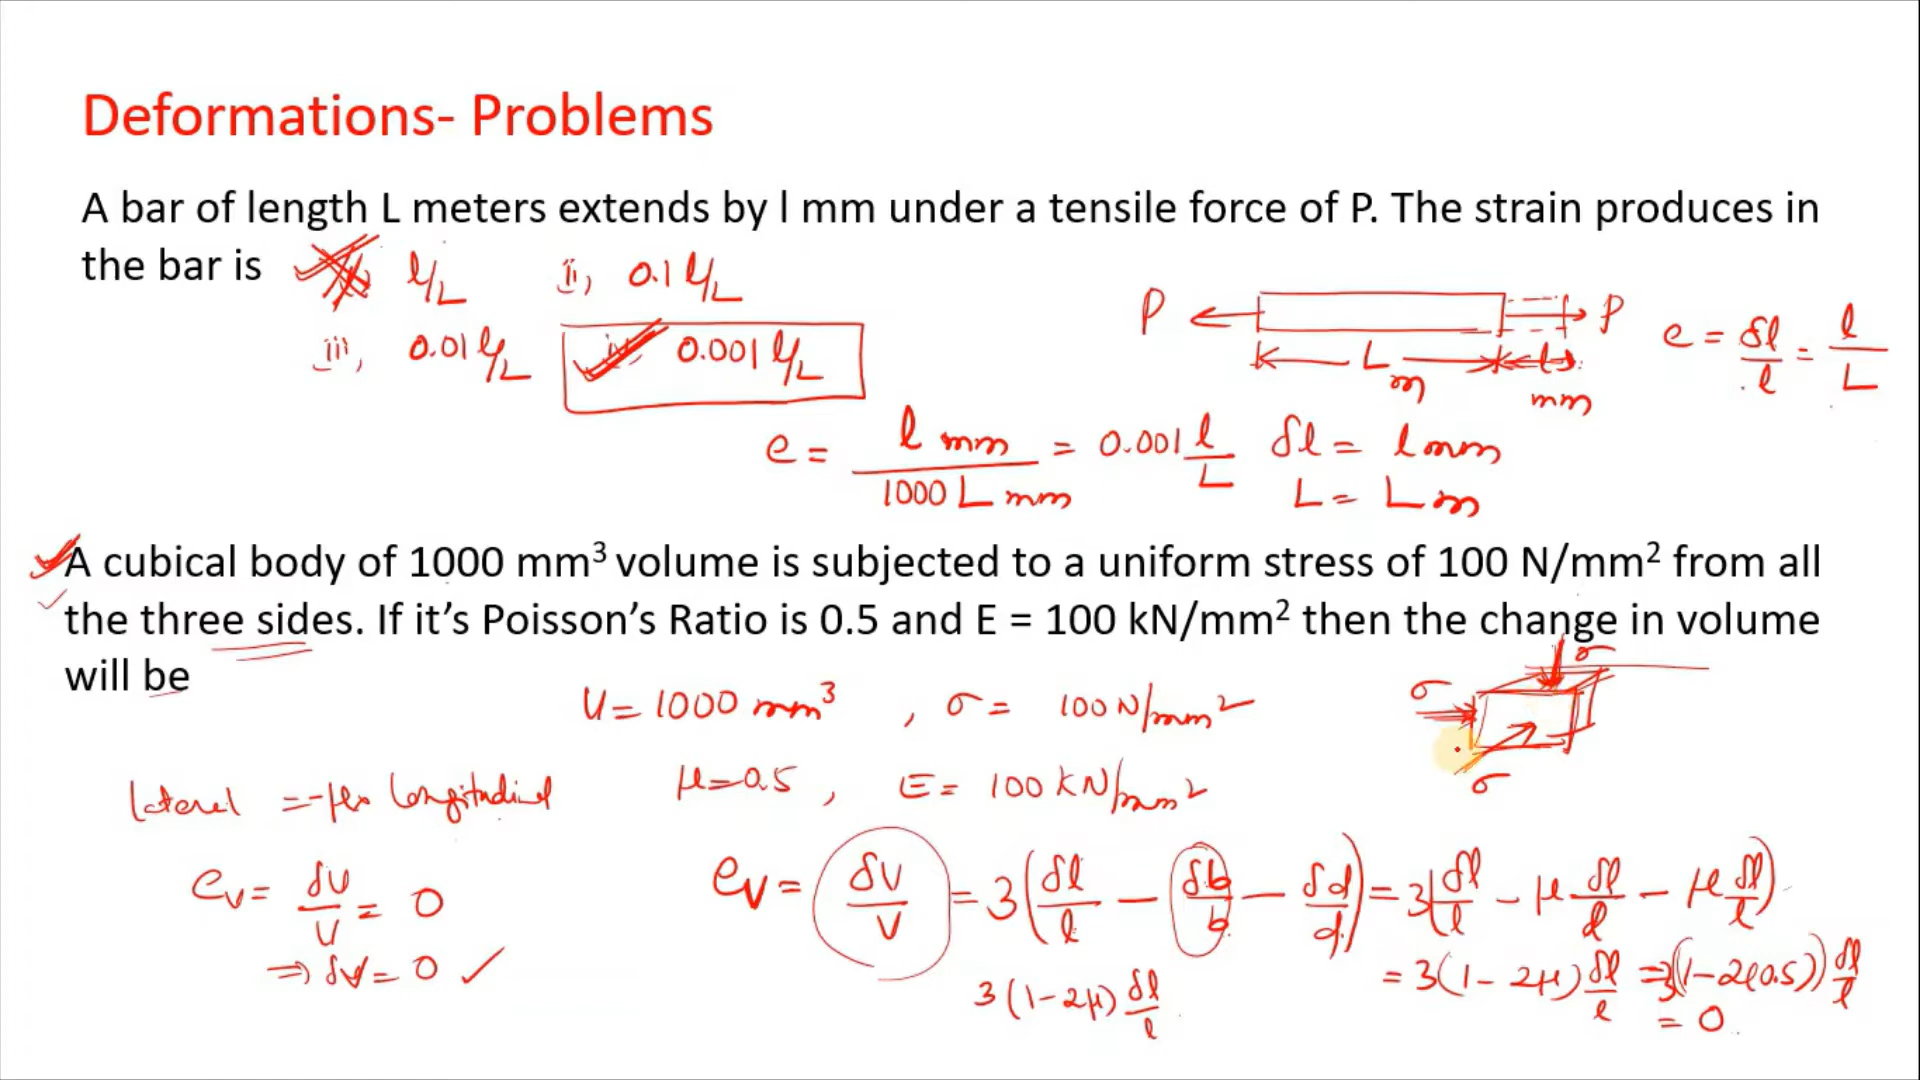 Deformations- Problems
A bar of length L meters extends by l mm under a tensile force of P. The strain produces in
the bar is
l/L ii, 0.1 l/L
iii, 0.01 l/L 0.001 l/L
P P
L m l mm
e = δl/l = l/L
e = l mm / 1000 L mm = 0.001 l/L
δl = l mm
L = L m
A cubical body of 1000 mm³ volume is subjected to a uniform stress of 100 N/mm² from all
the three sides. If it’s Poisson’s Ratio is 0.5 and E = 100 kN/mm² then the change in volume
will be
σ
σ
σ
V = 1000 mm³ , σ = 100 N/mm²
μ = 0.5 , E = 100 KN/mm²
lateral = -μ x longitudinal
e_v = δv/v = 3(δl/l - δb/b - δd/d) = 3(δl/l - μ δl/l - μ δl/l)
= 3(1 - 2μ) δl/l = 3(1 - 2(0.5)) δl/l
= 0
3(1 - 2μ) δl/l
e_v = δv/v = 0
⇒ δv = 0 ✓